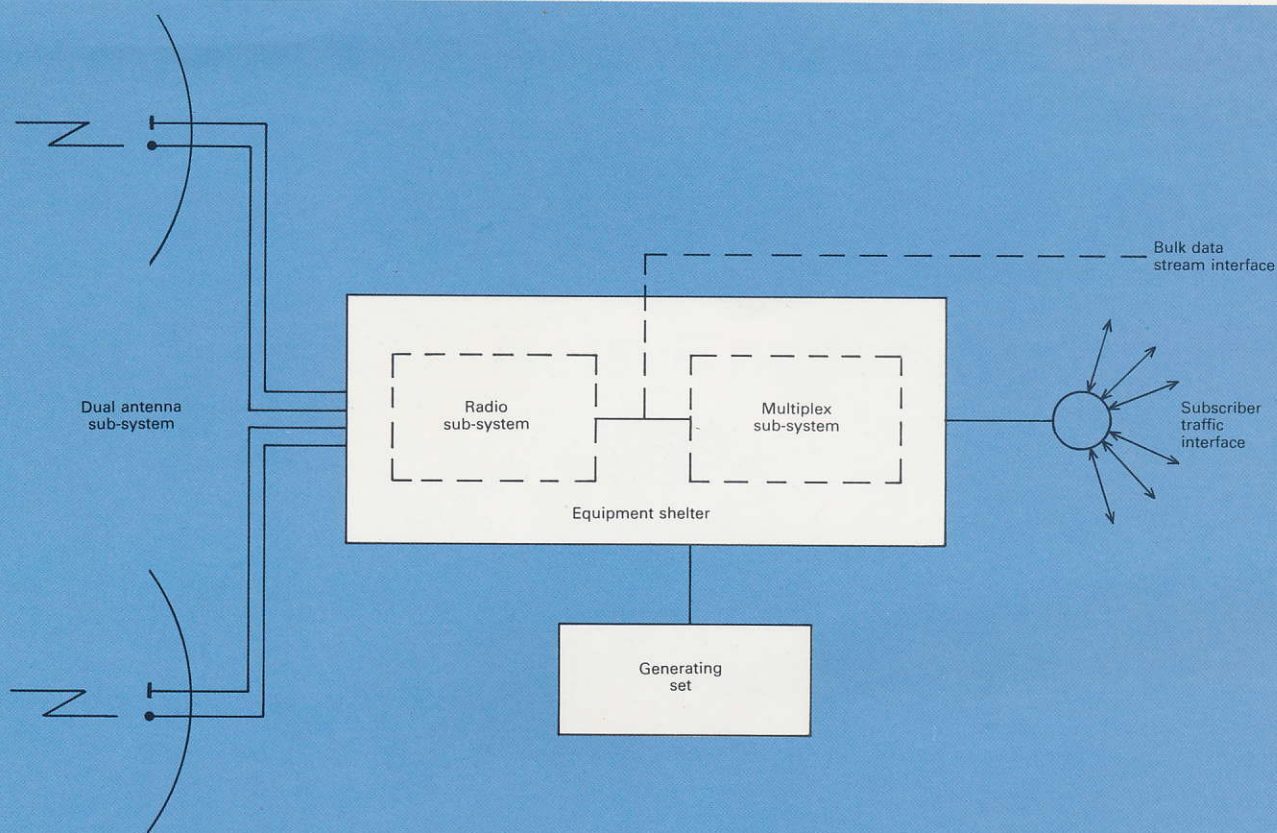 Bulk data
stream interface
Dual antenna
sub-system
Radio
sub-system
Multiplex
sub-system
Subscriber
traffic
interface
Equipment shelter
Generating
set